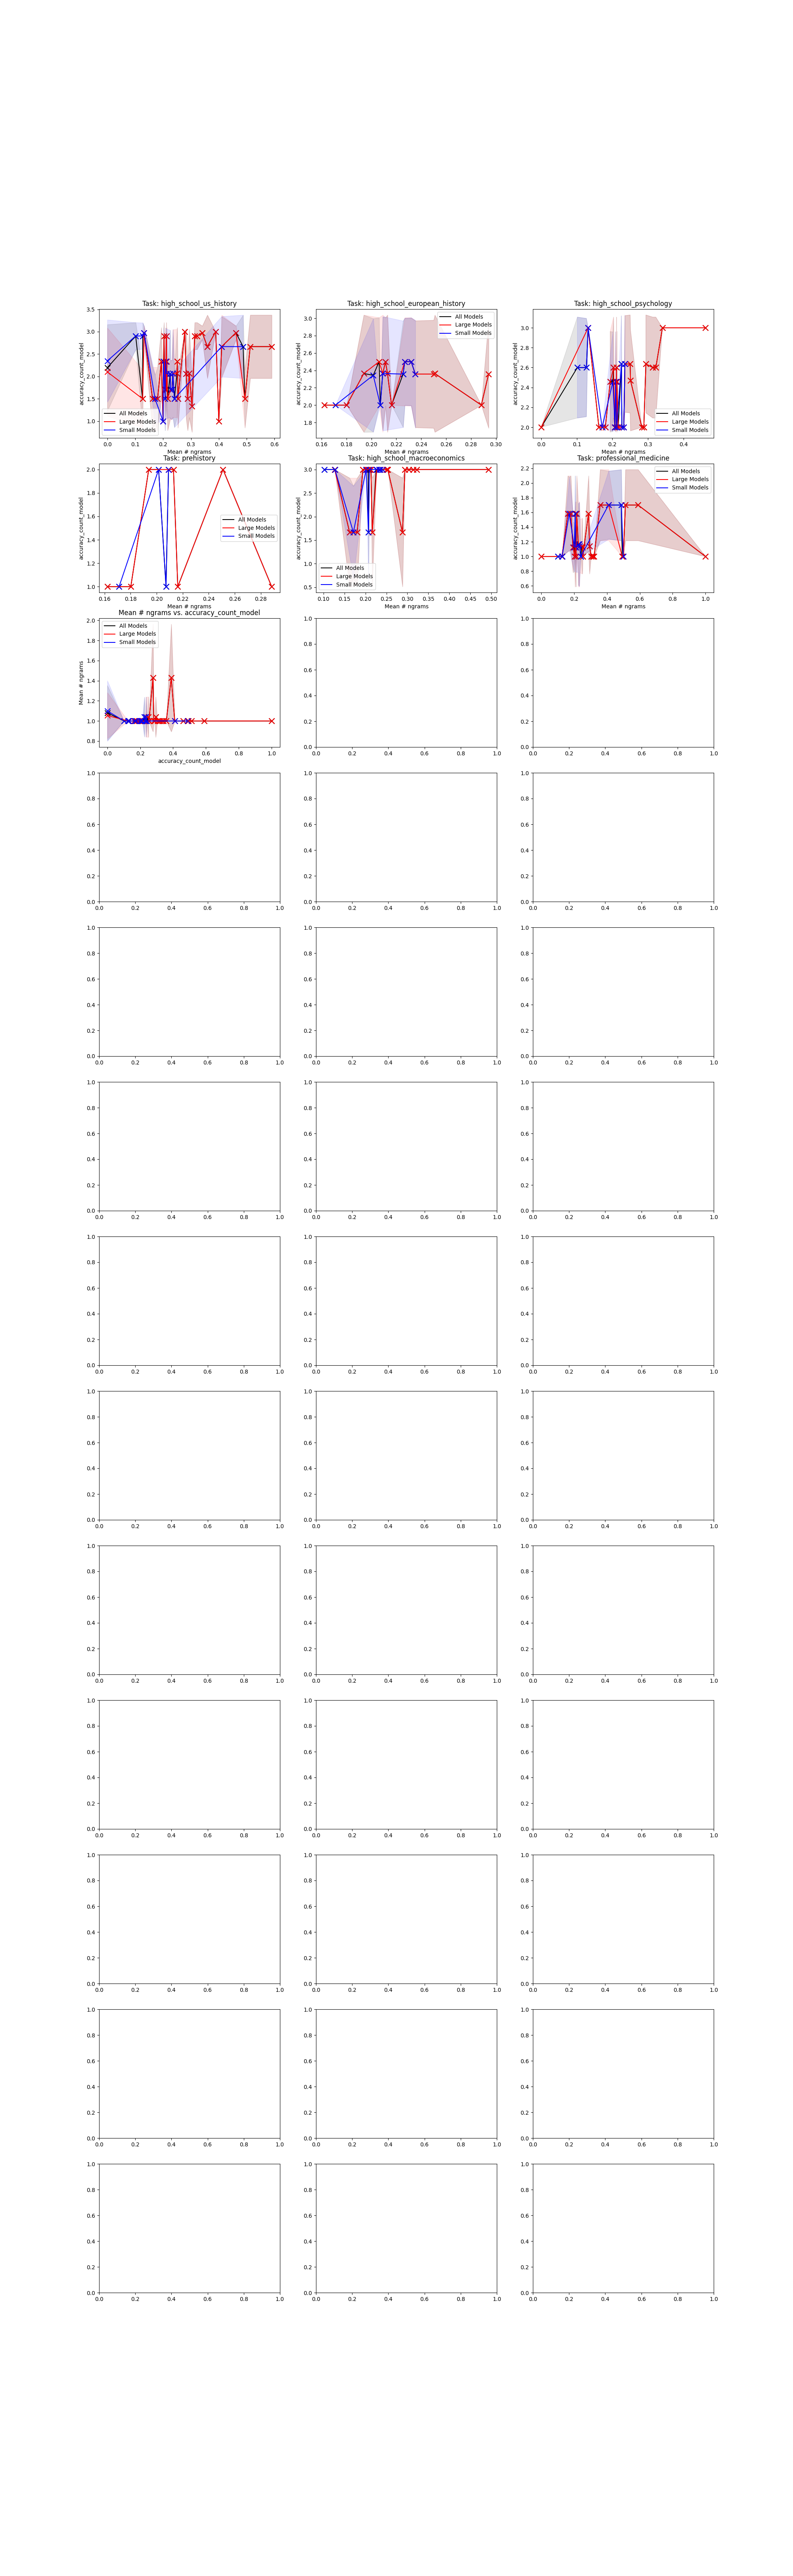 Task: high_school_us_history
3.5
3.0
2.5
2.0
1.5
1.0
accuracy_count_model
All Models
Large Models
Small Models
0.0 0.1 0.2 0.3 0.4 0.5 0.6
Mean # ngrams
Task: high_school_european_history
3.0
2.8
2.6
2.4
2.2
2.0
1.8
accuracy_count_model
All Models
Large Models
Small Models
0.16 0.18 0.20 0.22 0.24 0.26 0.28 0.30
Mean # ngrams
Task: high_school_psychology
3.0
2.8
2.6
2.4
2.2
2.0
accuracy_count_model
All Models
Large Models
Small Models
0.0 0.1 0.2 0.3 0.4
Mean # ngrams
Task: prehistory
2.0
1.8
1.6
1.4
1.2
1.0
accuracy_count_model
All Models
Large Models
Small Models
0.16 0.18 0.20 0.22 0.24 0.26 0.28
Mean # ngrams
Task: high_school_macroeconomics
3.0
2.5
2.0
1.5
1.0
0.5
accuracy_count_model
All Models
Large Models
Small Models
0.10 0.15 0.20 0.25 0.30 0.35 0.40 0.45 0.50
Mean # ngrams
Task: professional_medicine
2.2
2.0
1.8
1.6
1.4
1.2
1.0
0.8
0.6
accuracy_count_model
All Models
Large Models
Small Models
0.0 0.2 0.4 0.6 0.8 1.0
Mean # ngrams
Mean # ngrams vs. accuracy_count_model
2.0
1.8
1.6
1.4
1.2
1.0
0.8
Mean # ngrams
All Models
Large Models
Small Models
0.0 0.2 0.4 0.6 0.8 1.0
accuracy_count_model
1.0 1.0
0.8 0.8
0.6 0.6
0.4 0.4
0.2 0.2
0.0 0.0
0.0 0.2 0.4 0.6 0.8 1.0 0.0 0.2 0.4 0.6 0.8 1.0
1.0 1.0 1.0
0.8 0.8 0.8
0.6 0.6 0.6
0.4 0.4 0.4
0.2 0.2 0.2
0.0 0.0 0.0
0.0 0.2 0.4 0.6 0.8 1.0 0.0 0.2 0.4 0.6 0.8 1.0 0.0 0.2 0.4 0.6 0.8 1.0
1.0 1.0 1.0
0.8 0.8 0.8
0.6 0.6 0.6
0.4 0.4 0.4
0.2 0.2 0.2
0.0 0.0 0.0
0.0 0.2 0.4 0.6 0.8 1.0 0.0 0.2 0.4 0.6 0.8 1.0 0.0 0.2 0.4 0.6 0.8 1.0
1.0 1.0 1.0
0.8 0.8 0.8
0.6 0.6 0.6
0.4 0.4 0.4
0.2 0.2 0.2
0.0 0.0 0.0
0.0 0.2 0.4 0.6 0.8 1.0 0.0 0.2 0.4 0.6 0.8 1.0 0.0 0.2 0.4 0.6 0.8 1.0
1.0 1.0 1.0
0.8 0.8 0.8
0.6 0.6 0.6
0.4 0.4 0.4
0.2 0.2 0.2
0.0 0.0 0.0
0.0 0.2 0.4 0.6 0.8 1.0 0.0 0.2 0.4 0.6 0.8 1.0 0.0 0.2 0.4 0.6 0.8 1.0
1.0 1.0 1.0
0.8 0.8 0.8
0.6 0.6 0.6
0.4 0.4 0.4
0.2 0.2 0.2
0.0 0.0 0.0
0.0 0.2 0.4 0.6 0.8 1.0 0.0 0.2 0.4 0.6 0.8 1.0 0.0 0.2 0.4 0.6 0.8 1.0
1.0 1.0 1.0
0.8 0.8 0.8
0.6 0.6 0.6
0.4 0.4 0.4
0.2 0.2 0.2
0.0 0.0 0.0
0.0 0.2 0.4 0.6 0.8 1.0 0.0 0.2 0.4 0.6 0.8 1.0 0.0 0.2 0.4 0.6 0.8 1.0
1.0 1.0 1.0
0.8 0.8 0.8
0.6 0.6 0.6
0.4 0.4 0.4
0.2 0.2 0.2
0.0 0.0 0.0
0.0 0.2 0.4 0.6 0.8 1.0 0.0 0.2 0.4 0.6 0.8 1.0 0.0 0.2 0.4 0.6 0.8 1.0
1.0 1.0 1.0
0.8 0.8 0.8
0.6 0.6 0.6
0.4 0.4 0.4
0.2 0.2 0.2
0.0 0.0 0.0
0.0 0.2 0.4 0.6 0.8 1.0 0.0 0.2 0.4 0.6 0.8 1.0 0.0 0.2 0.4 0.6 0.8 1.0
1.0 1.0 1.0
0.8 0.8 0.8
0.6 0.6 0.6
0.4 0.4 0.4
0.2 0.2 0.2
0.0 0.0 0.0
0.0 0.2 0.4 0.6 0.8 1.0 0.0 0.2 0.4 0.6 0.8 1.0 0.0 0.2 0.4 0.6 0.8 1.0
1.0 1.0 1.0
0.8 0.8 0.8
0.6 0.6 0.6
0.4 0.4 0.4
0.2 0.2 0.2
0.0 0.0 0.0
0.0 0.2 0.4 0.6 0.8 1.0 0.0 0.2 0.4 0.6 0.8 1.0 0.0 0.2 0.4 0.6 0.8 1.0